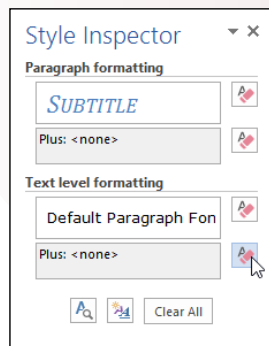 Style Inspector
Paragraph formatting
SUBTITLE
Plus: <none>
Text level formatting
Default Paragraph Fon
Plus: <none>
Clear All